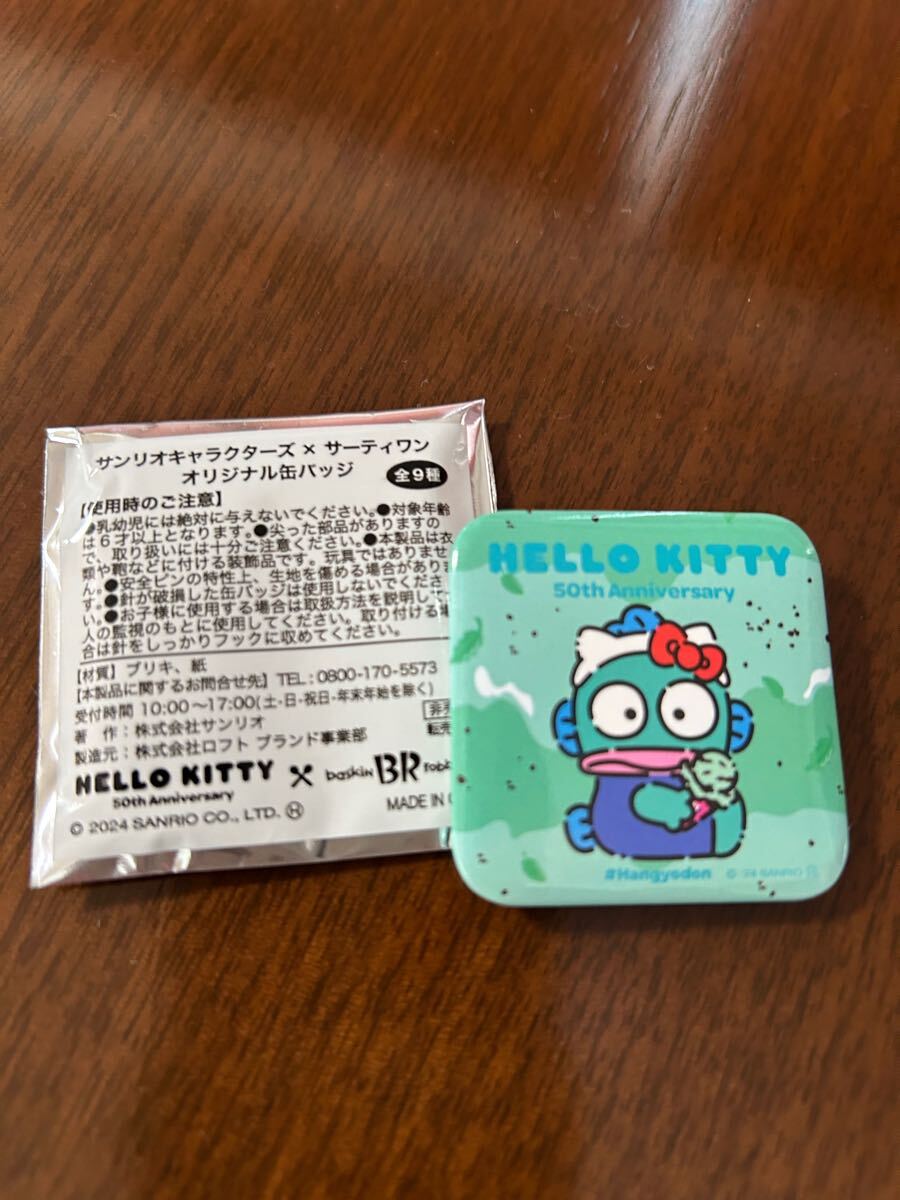 サンリオキャラクターズ × サーティワン
オリジナル缶バッジ 全9種
【使用時のご注意】
●乳幼児には絶対に与えないでください。●対象年齢
は6才以上となります。●尖った部品がありますの
で、取り扱いには十分ご注意ください。●本製品は衣
類や鞄などに付ける装飾品です。玩具ではありませ
ん。●安全ピンの特性上、生地を傷める場合があり
す。●針が破損した缶バッジは使用しないでくださ
い。●お子様に使用する場合は取扱方法を説明して
人の監視のもとに使用してください。取り付ける場
合は針をしっかりフックに収めてください。
【材質】ブリキ、紙
【本製品に関するお問合せ先】TEL:0800-170-5573
受付時間 10:00〜17:00(土・日・祝日・年末年始を除く)
著 作:株式会社サンリオ
製造元:株式会社ロフト ブランド事業部
非売
転売
HELLO KITTY × baskin BR robb
50th Anniversary
MADE IN C
© 2024 SANRIO CO., LTD. Ⓗ
HELLO KITTY
50th Anniversary
#Hangyodon
© '24 SANRIO